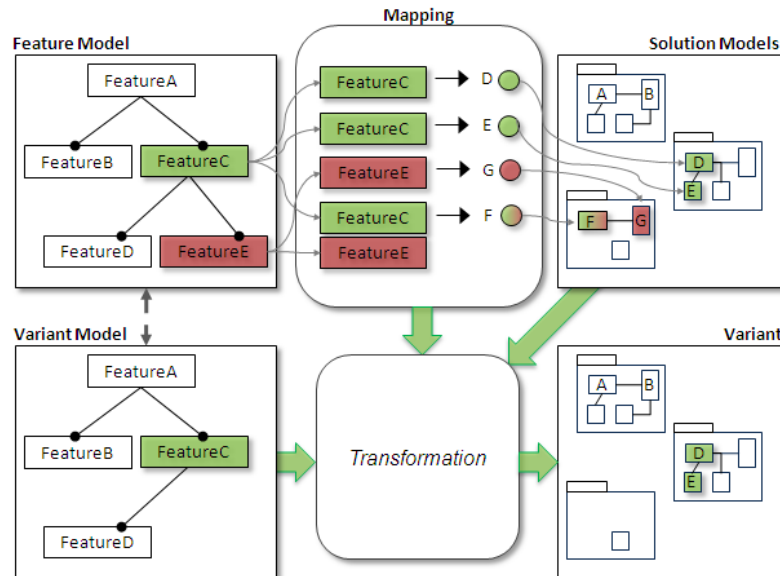 Mapping
Feature Model
Solution Models
FeatureA
FeatureB
FeatureC
FeatureD
FeatureE
FeatureC
D
FeatureC
E
FeatureE
G
FeatureC
F
FeatureE
A
B
D
E
F
G
Variant Model
Variant
FeatureA
FeatureB
FeatureC
FeatureD
Transformation
A
B
D
E